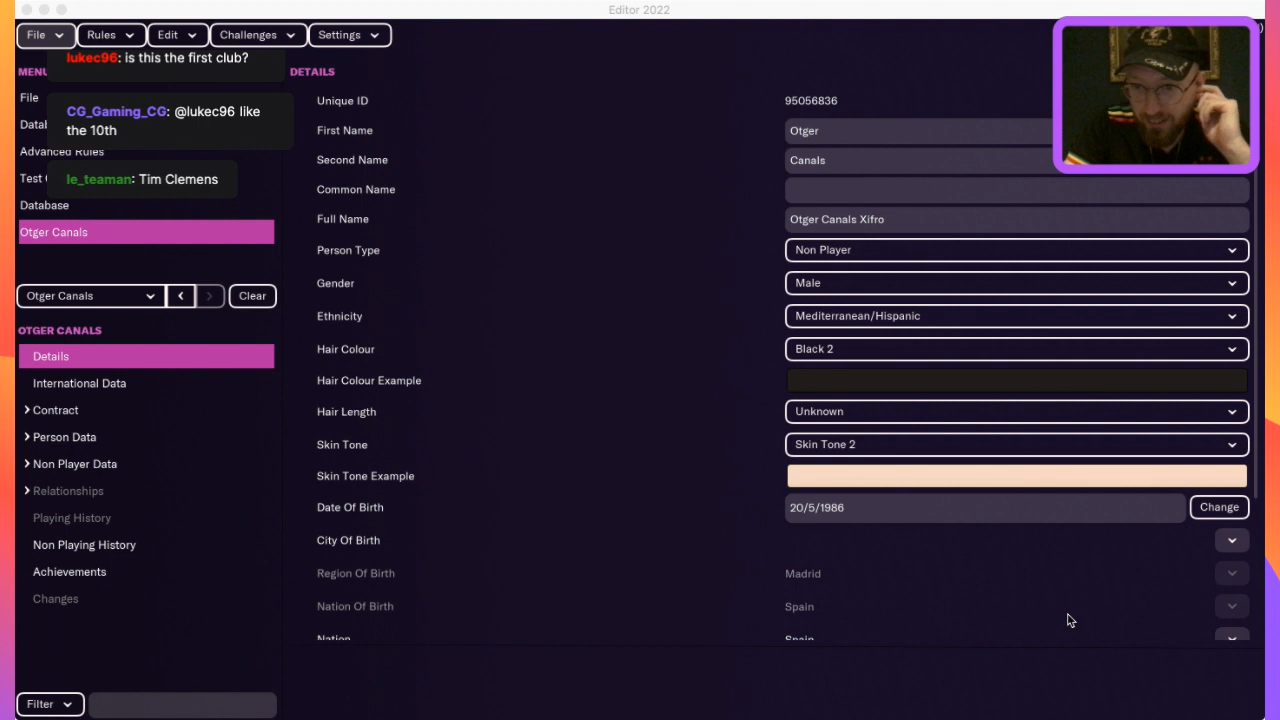 Editor 2022
File
Rules
Edit
Challenges
Settings
lukec96: is this the first club?
CG_Gaming_CG: @lukec96 like
the 10th
le_teaman: Tim Clemens
MENU
File
Advanced Rules
Test
Database
Otger Canals
Otger Canals
Clear
OTGER CANALS
Details
International Data
Contract
Person Data
Non Player Data
Relationships
Playing History
Non Playing History
Achievements
Changes
Filter
DETAILS
Unique ID 95056836
First Name Otger
Second Name Canals
Common Name
Full Name Otger Canals Xifro
Person Type Non Player
Gender Male
Ethnicity Mediterranean/Hispanic
Hair Colour Black 2
Hair Colour Example
Hair Length Unknown
Skin Tone Skin Tone 2
Skin Tone Example
Date Of Birth 20/5/1986 Change
City Of Birth
Region Of Birth Madrid
Nation Of Birth Spain
Nation Spain